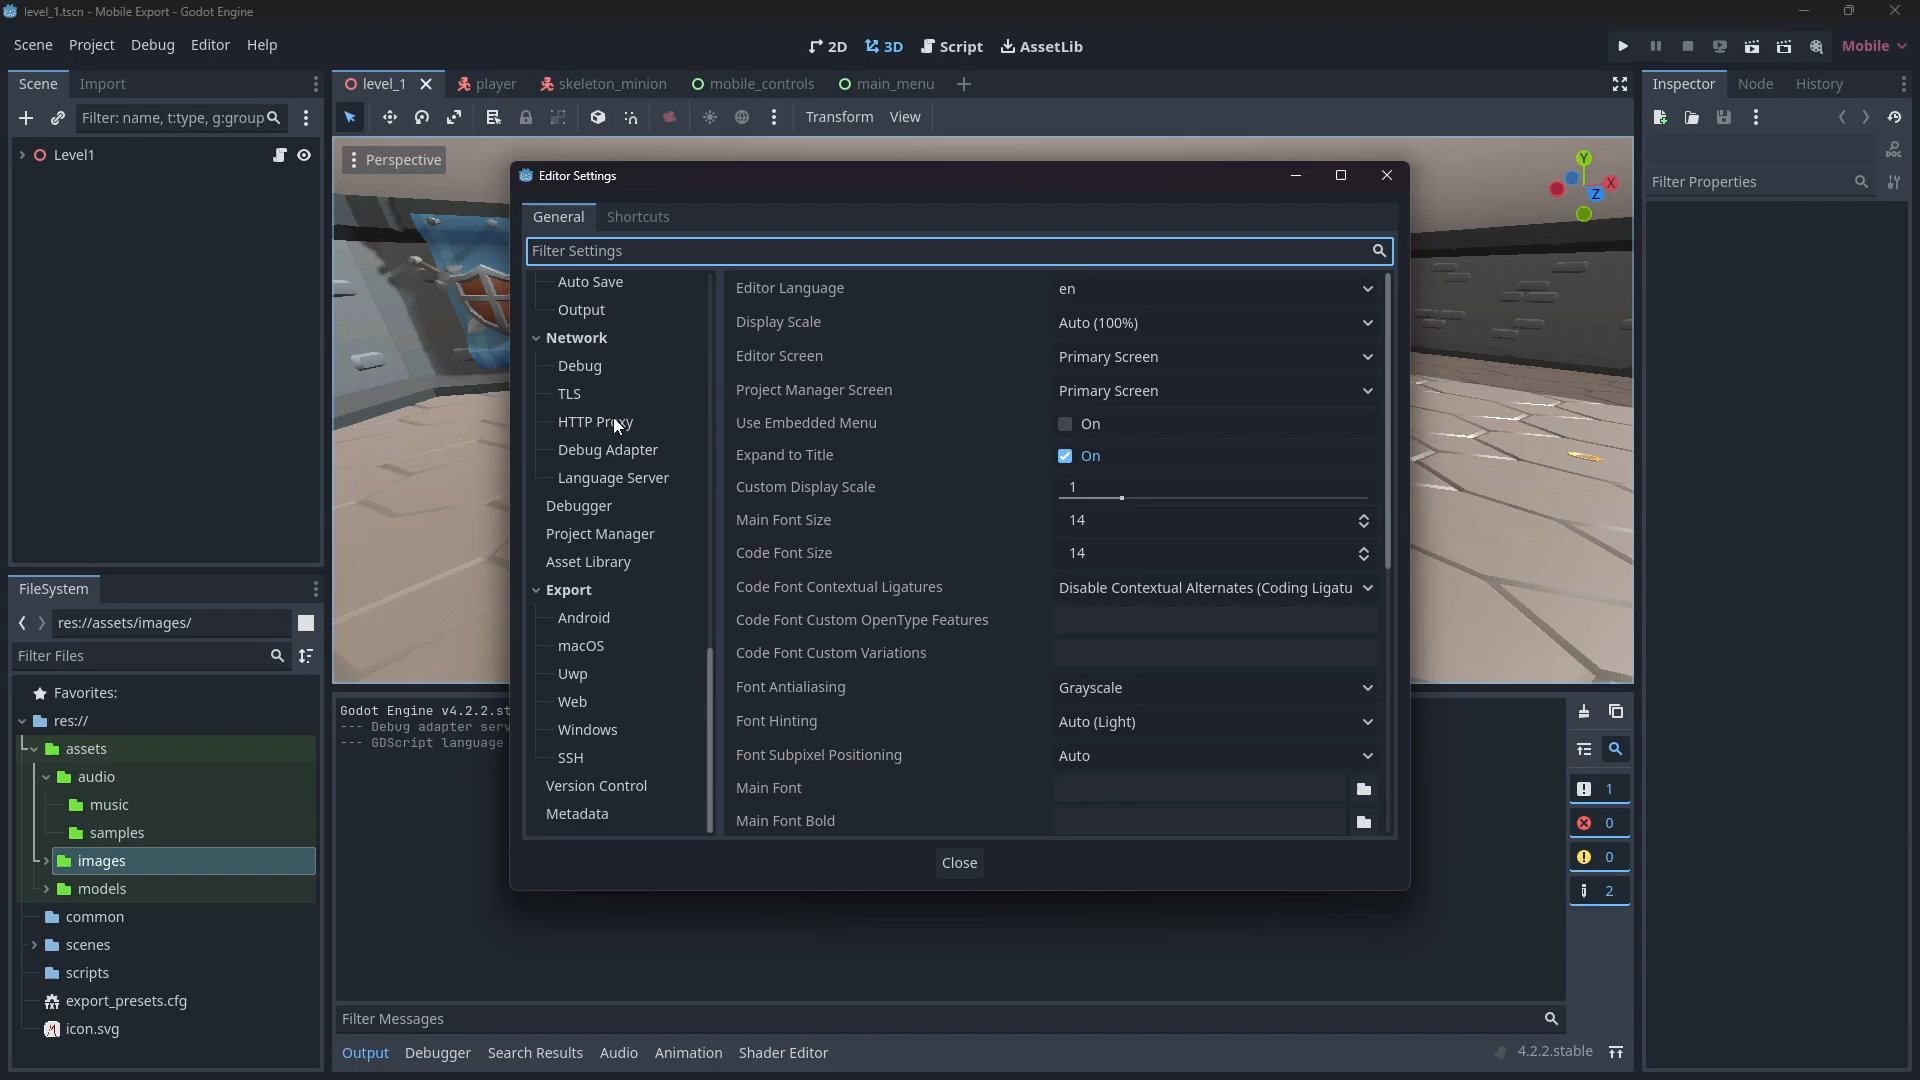 level_1.tscn - Mobile Export - Godot Engine
Scene Project Debug Editor Help
2D 3D Script AssetLib
Mobile
Scene Import
level_1 player skeleton_minion mobile_controls main_menu
Inspector Node History
Filter: name, t:type, g:group
Transform View
Level1
Perspective
Y
X
Z
DOC
Filter Properties
Editor Settings
General Shortcuts
Filter Settings
Auto Save
Output
Network
Debug
TLS
HTTP Proxy
Debug Adapter
Language Server
Debugger
Project Manager
Asset Library
Export
Android
macOS
Uwp
Web
Windows
SSH
Version Control
Metadata
Editor Language en
Display Scale Auto (100%)
Editor Screen Primary Screen
Project Manager Screen Primary Screen
Use Embedded Menu On
Expand to Title On
Custom Display Scale 1
Main Font Size 14
Code Font Size 14
Code Font Contextual Ligatures Disable Contextual Alternates (Coding Ligatu
Code Font Custom OpenType Features
Code Font Custom Variations
Font Antialiasing Grayscale
Font Hinting Auto (Light)
Font Subpixel Positioning Auto
Main Font
Main Font Bold
Close
FileSystem
res://assets/images/
Filter Files
Favorites:
res://
assets
audio
music
samples
images
models
common
scenes
scripts
export_presets.cfg
icon.svg
Godot Engine v4.2.2.st
--- Debug adapter serv
--- GDScript language
1
0
0
2
Filter Messages
Output Debugger Search Results Audio Animation Shader Editor
4.2.2.stable